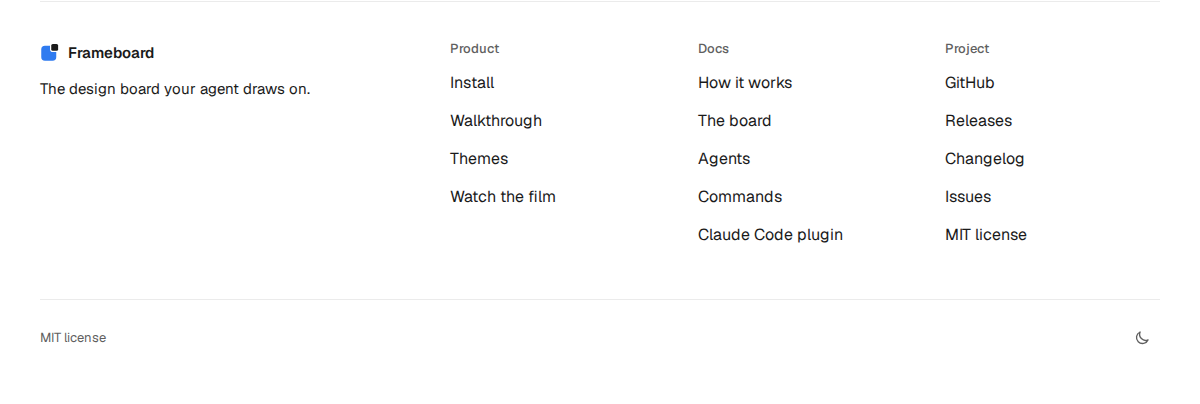 Frameboard
The design board your agent draws on.
Product
Install
Walkthrough
Themes
Watch the film
Docs
How it works
The board
Agents
Commands
Claude Code plugin
Project
GitHub
Releases
Changelog
Issues
MIT license
MIT license